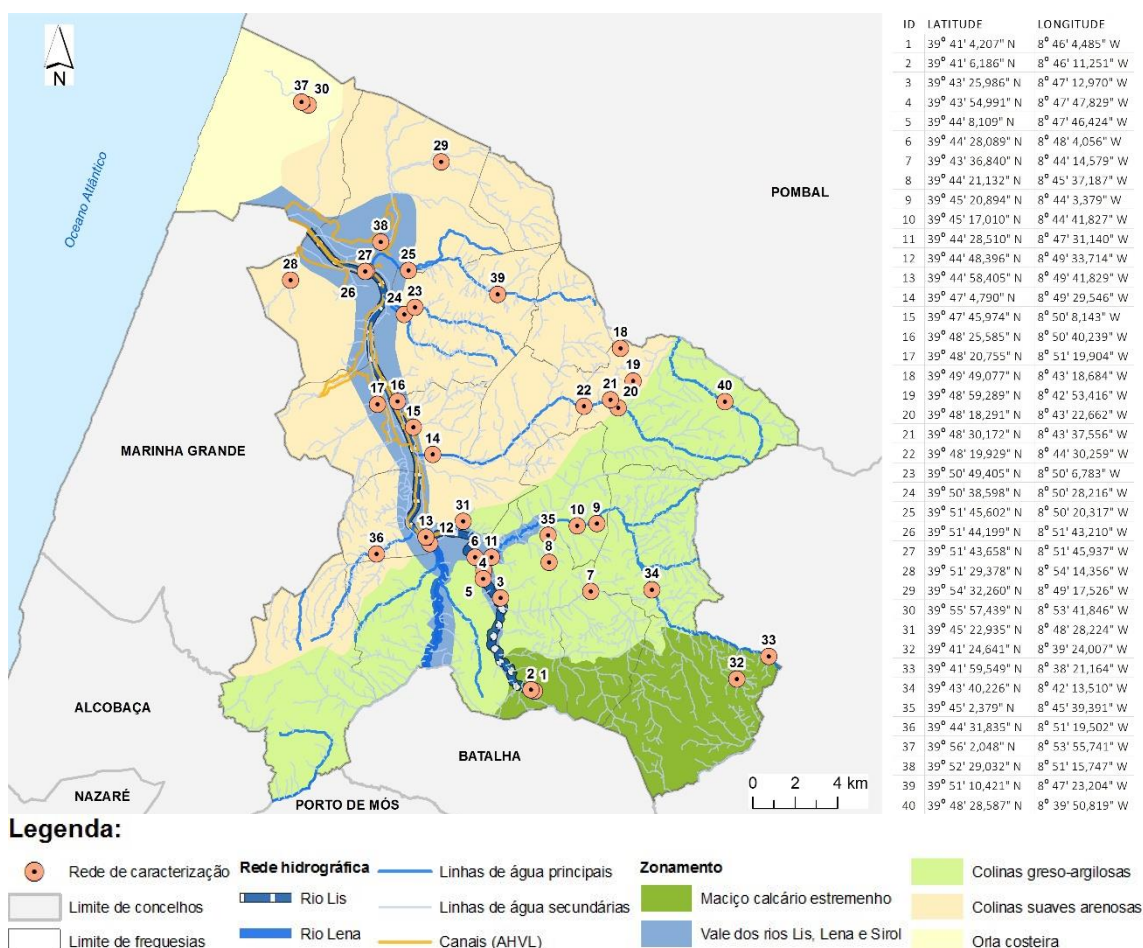 N
Oceano Atlântico
37
30
29
POMBAL
38
27
25
28
26
39
24
23
18
19
21
40
22
20
17
16
15
14
MARINHA GRANDE
31
13
12
35
10
9
36
6
11
8
4
5
3
7
34
33
32
2
1
ALCOBAÇA
BATALHA
NAZARÉ
PORTO DE MÓS
0 2 4 km
ID LATITUDE LONGITUDE
1 39° 41' 4,207" N 8° 46' 4,485" W
2 39° 41' 6,186" N 8° 46' 11,251" W
3 39° 43' 25,986" N 8° 47' 12,970" W
4 39° 43' 54,991" N 8° 47' 47,829" W
5 39° 44' 8,109" N 8° 47' 46,424" W
6 39° 44' 28,089" N 8° 48' 4,056" W
7 39° 43' 36,840" N 8° 44' 14,579" W
8 39° 44' 21,132" N 8° 45' 37,187" W
9 39° 45' 20,894" N 8° 44' 3,379" W
10 39° 45' 17,010" N 8° 44' 41,827" W
11 39° 44' 28,510" N 8° 47' 31,140" W
12 39° 44' 48,396" N 8° 49' 33,714" W
13 39° 44' 58,405" N 8° 49' 41,829" W
14 39° 47' 4,790" N 8° 49' 29,546" W
15 39° 47' 45,974" N 8° 50' 8,143" W
16 39° 48' 25,585" N 8° 50' 40,239" W
17 39° 48' 20,755" N 8° 51' 19,904" W
18 39° 49' 49,077" N 8° 43' 18,684" W
19 39° 48' 59,289" N 8° 42' 53,416" W
20 39° 48' 18,291" N 8° 43' 22,662" W
21 39° 48' 30,172" N 8° 43' 37,556" W
22 39° 48' 19,929" N 8° 44' 30,259" W
23 39° 50' 49,405" N 8° 50' 6,783" W
24 39° 50' 38,598" N 8° 50' 28,216" W
25 39° 51' 45,602" N 8° 50' 20,317" W
26 39° 51' 44,199" N 8° 51' 43,210" W
27 39° 51' 43,658" N 8° 51' 45,937" W
28 39° 51' 29,378" N 8° 54' 14,356" W
29 39° 54' 32,260" N 8° 49' 17,526" W
30 39° 55' 57,439" N 8° 53' 41,846" W
31 39° 45' 22,935" N 8° 48' 28,224" W
32 39° 41' 24,641" N 8° 39' 24,007" W
33 39° 41' 59,549" N 8° 38' 21,164" W
34 39° 43' 40,226" N 8° 42' 13,510" W
35 39° 45' 2,379" N 8° 45' 39,391" W
36 39° 44' 31,835" N 8° 51' 19,502" W
37 39° 56' 2,048" N 8° 53' 55,741" W
38 39° 52' 29,032" N 8° 51' 15,747" W
39 39° 51' 10,421" N 8° 47' 23,204" W
40 39° 48' 28,587" N 8° 39' 50,819" W
Legenda:
Rede de caracterização
Limite de concelhos
Limite de freguesias
Rede hidrográfica
Rio Lis
Rio Lena
Linhas de água principais
Linhas de água secundárias
Canais (AHVL)
Zonamento
Maciço calcário estremenho
Vale dos rios Lis, Lena e Sirol
Colinas greso-argilosas
Colinas suaves arenosas
Orla costeira